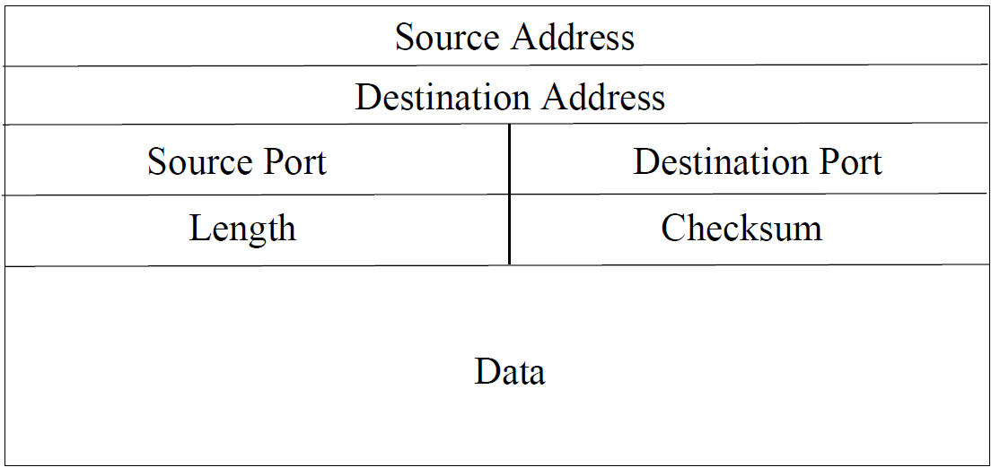 Source Address
Destination Address
Source Port Destination Port
Length Checksum
Data